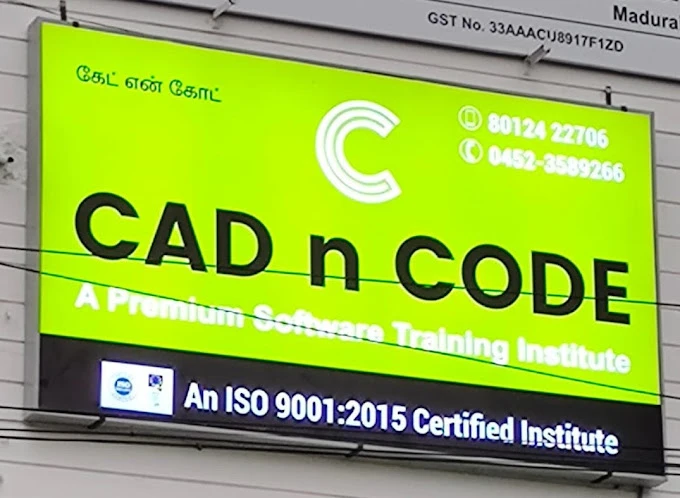 Madura
GST No. 33AAACU8917F1ZD
கேட் என் கோட்
C
80124 22706
0452-3589266
CAD n CODE
A Premium Software Training Institute
ISO
An ISO 9001:2015 Certified Institute